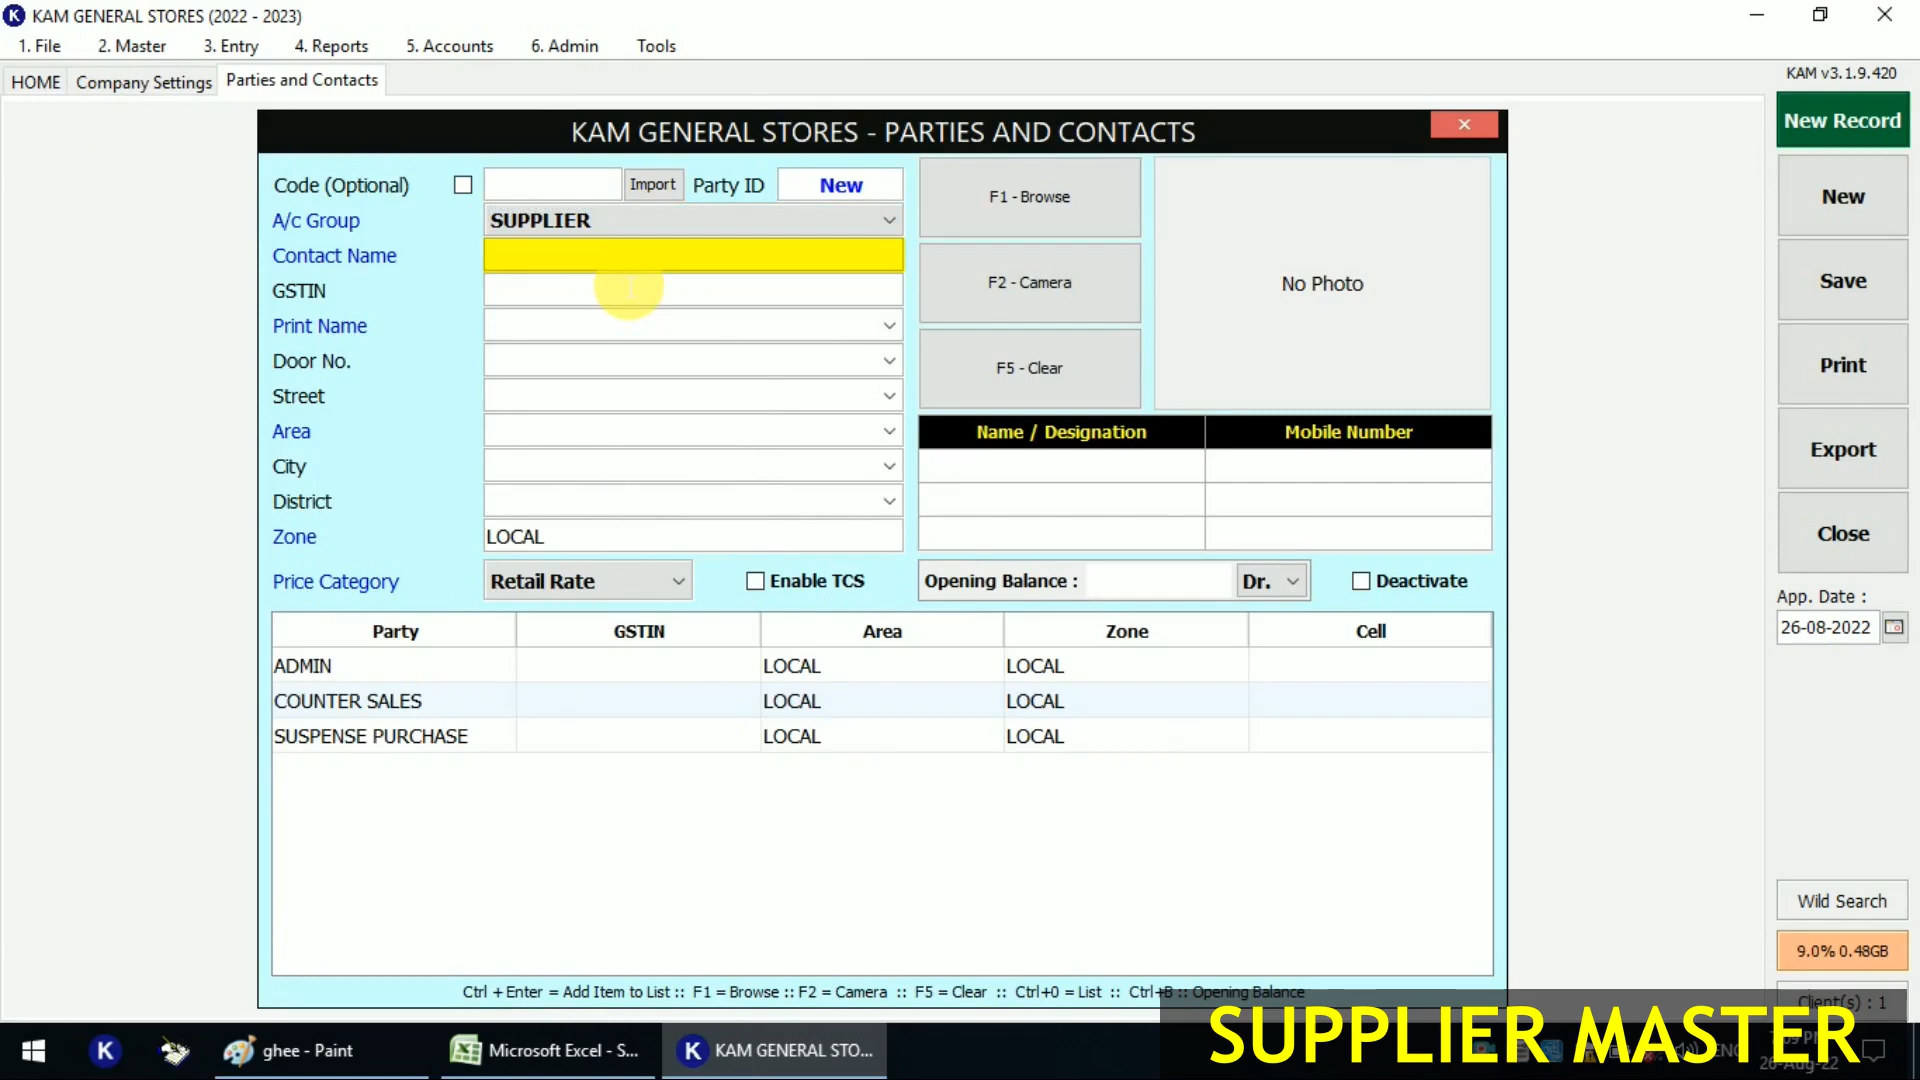 KAM GENERAL STORES (2022 - 2023)
1. File 2. Master 3. Entry 4. Reports 5. Accounts 6. Admin Tools
HOME Company Settings Parties and Contacts
KAM v3.1.9.420
KAM GENERAL STORES - PARTIES AND CONTACTS
New Record
Code (Optional) Import Party ID New
A/c Group SUPPLIER
Contact Name
GSTIN
Print Name
Door No.
Street
Area
City
District
Zone LOCAL
Price Category Retail Rate Enable TCS
F1 - Browse
F2 - Camera
F5 - Clear
No Photo
Name / Designation Mobile Number
Opening Balance : Dr. Deactivate
Party GSTIN Area Zone Cell
ADMIN LOCAL LOCAL
COUNTER SALES LOCAL LOCAL
SUSPENSE PURCHASE LOCAL LOCAL
Ctrl + Enter = Add Item to List :: F1 = Browse :: F2 = Camera :: F5 = Clear :: Ctrl+0 = List :: Ctrl+B :: Opening Balance
New
Save
Print
Export
Close
App. Date :
26-08-2022
Wild Search
9.0% 0.48GB
Client(s) : 1
SUPPLIER MASTER
ghee - Paint
Microsoft Excel - S...
KAM GENERAL STO...
26-Aug-22